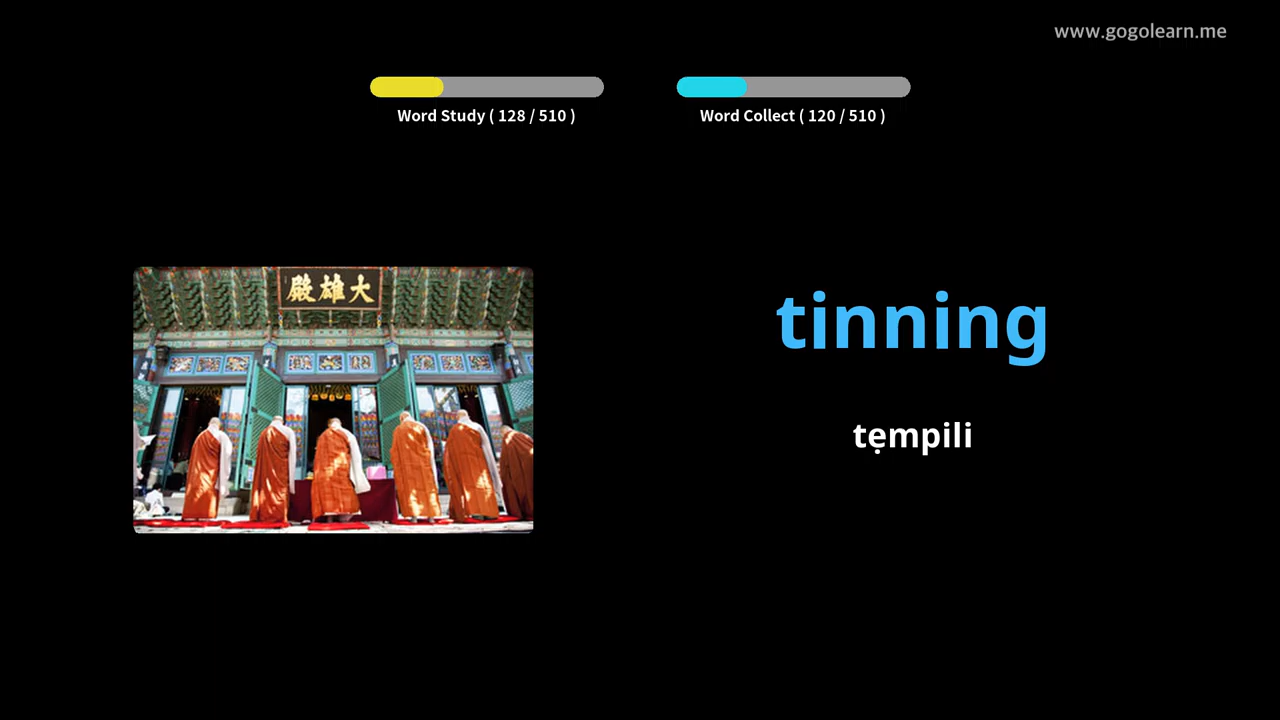 www.gogolearn.me
Word Study ( 128 / 510 )
Word Collect ( 120 / 510 )
殿雄大
tinning
tẹmpili